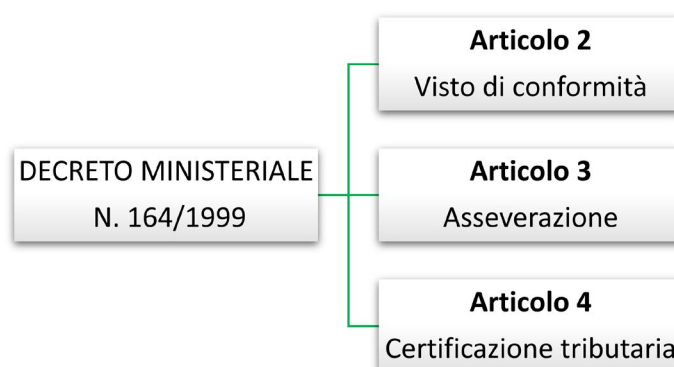 DECRETO MINISTERIALE
N. 164/1999
Articolo 2
Visto di conformità
Articolo 3
Asseverazione
Articolo 4
Certificazione tributaria